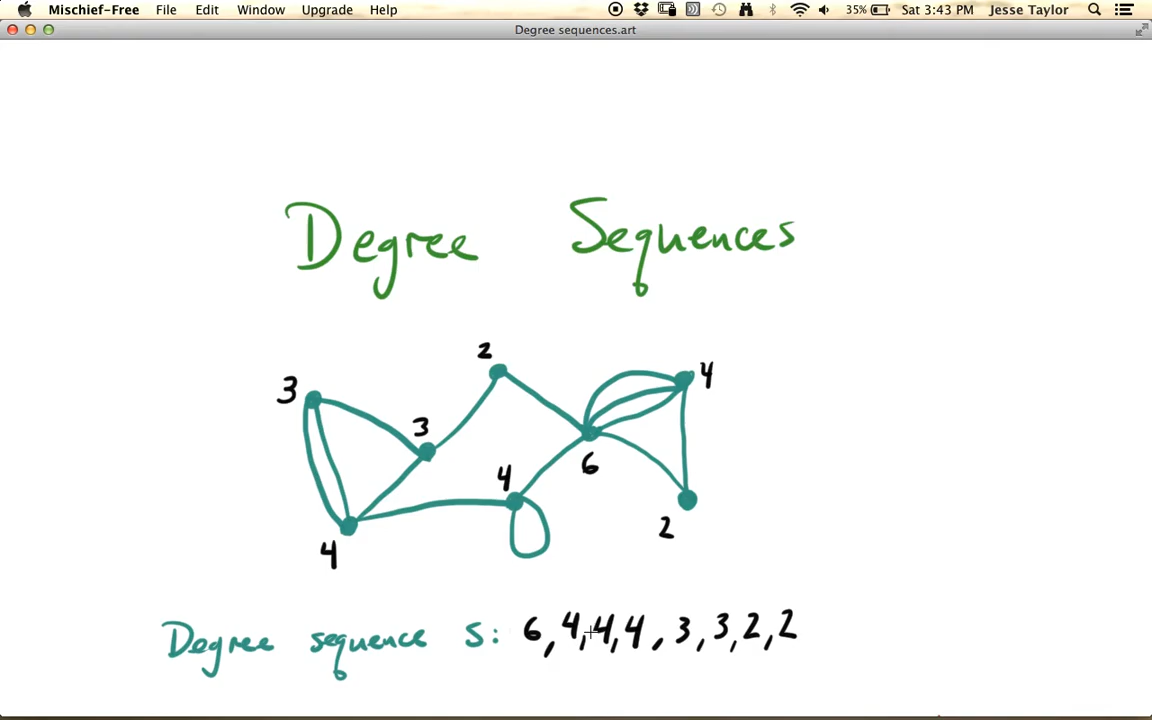 Mischief-Free File Edit Window Upgrade Help 35% Sat 3:43 PM Jesse Taylor
Degree sequences.art
Degree Sequences
2
3
4
3
4
6
4
2
Degree sequence s: 6, 4, 4, 4, 3, 3, 2, 2